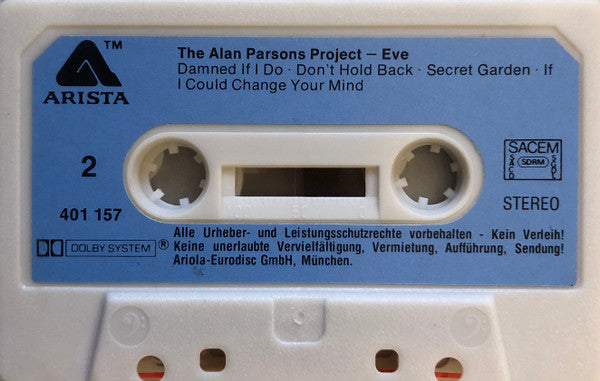 TM
ARISTA
The Alan Parsons Project – Eve
Damned If I Do · Don't Hold Back · Secret Garden · If
I Could Change Your Mind
2
401 157
100 50 0
SACEM
SDRM
STEREO
DOLBY SYSTEM ®
Alle Urheber- und Leistungsschutzrechte vorbehalten - Kein Verleih!
Keine unerlaubte Vervielfältigung, Vermietung, Aufführung, Sendung!
Ariola-Eurodisc GmbH, München.